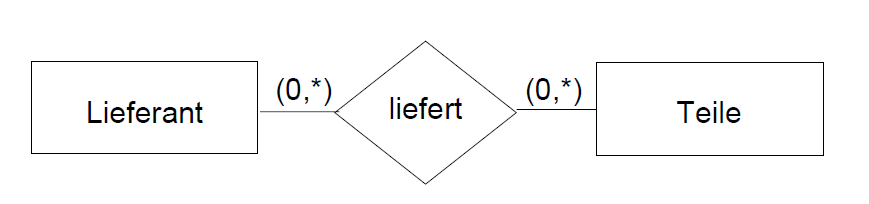 Lieferant
(0,*)
liefert
(0,*)
Teile